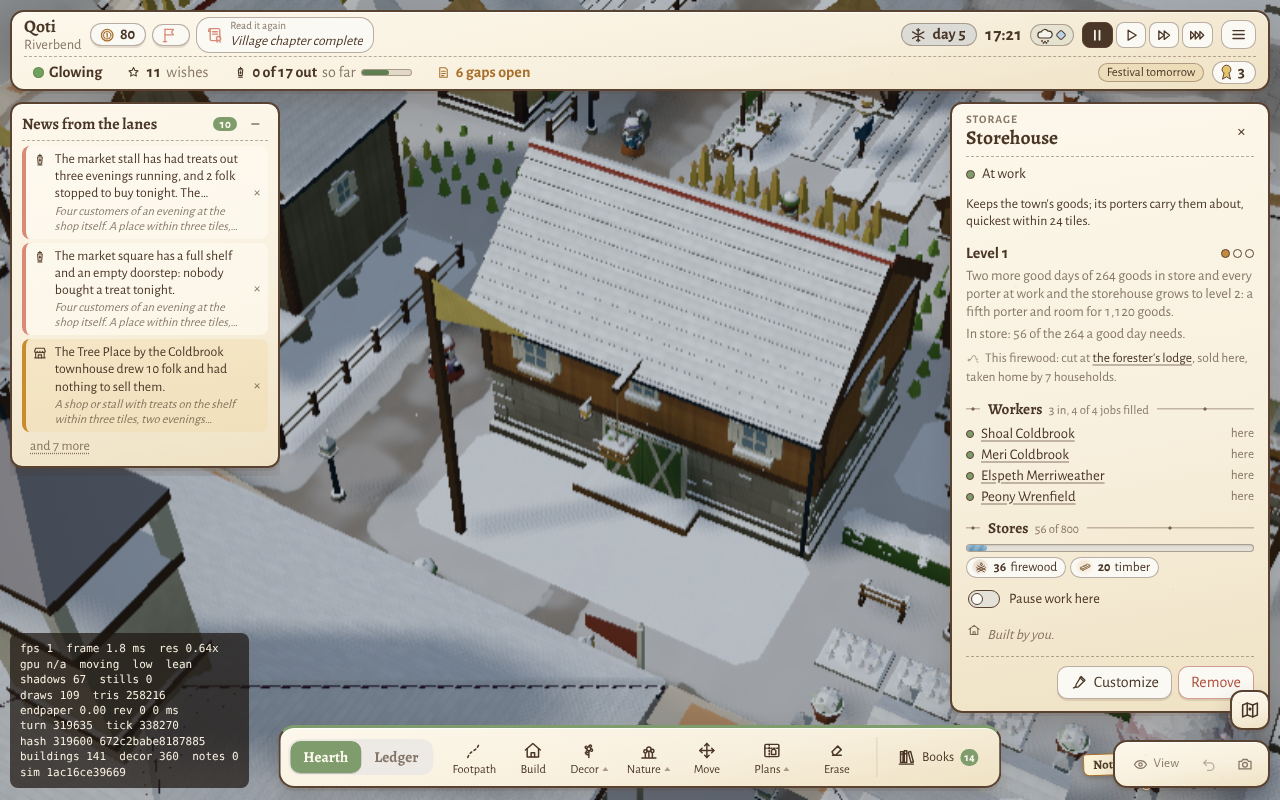 Qoti
Riverbend
80
Read it again
Village chapter complete
day 5
17:21
Glowing
11 wishes
0 of 17 out so far
6 gaps open
Festival tomorrow
3
News from the lanes
10
The market stall has had treats out
three evenings running, and 2 folk
stopped to buy tonight. The…
Four customers of an evening at the
shop itself. A place within three tiles,…
The market square has a full shelf
and an empty doorstep: nobody
bought a treat tonight.
Four customers of an evening at the
shop itself. A place within three tiles,…
The Tree Place by the Coldbrook
townhouse drew 10 folk and had
nothing to sell them.
A shop or stall with treats on the shelf
within three tiles, two evenings…
and 7 more
STORAGE
Storehouse
At work
Keeps the town's goods; its porters carry them about,
quickest within 24 tiles.
Level 1
Two more good days of 264 goods in store and every
porter at work and the storehouse grows to level 2: a
fifth porter and room for 1,120 goods.
In store: 56 of the 264 a good day needs.
This firewood: cut at the forester's lodge, sold here,
taken home by 7 households.
Workers 3 in, 4 of 4 jobs filled
Shoal Coldbrook here
Meri Coldbrook here
Elspeth Merriweather here
Peony Wrenfield here
Stores 56 of 800
36 firewood
20 timber
Pause work here
Built by you.
Customize
Remove
fps 1 frame 1.8 ms res 0.64x
gpu n/a moving low lean
shadows 67 stills 0
draws 109 tris 258216
endpaper 0.00 rev 0 0 ms
turn 319635 tick 338270
hash 319600 672c2babe8187885
buildings 141 decor 360 notes 0
sim 1ac16ce39669
Hearth
Ledger
Footpath
Build
Decor
Nature
Move
Plans
Erase
Books 14
Not
View